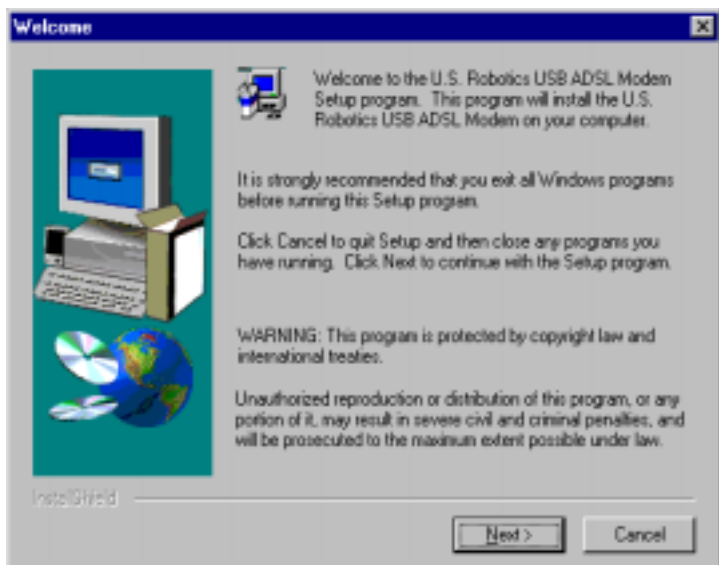 Welcome
Welcome to the U.S. Robotics USB ADSL Modem
Setup program. This program will install the U.S.
Robotics USB ADSL Modem on your computer.
It is strongly recommended that you exit all Windows programs
before running this Setup program.
Click Cancel to quit Setup and then close any programs you
have running. Click Next to continue with the Setup program.
WARNING: This program is protected by copyright law and
international treaties.
Unauthorized reproduction or distribution of this program, or any
portion of it, may result in severe civil and criminal penalties, and
will be prosecuted to the maximum extent possible under law.
InstallShield
Next >
Cancel